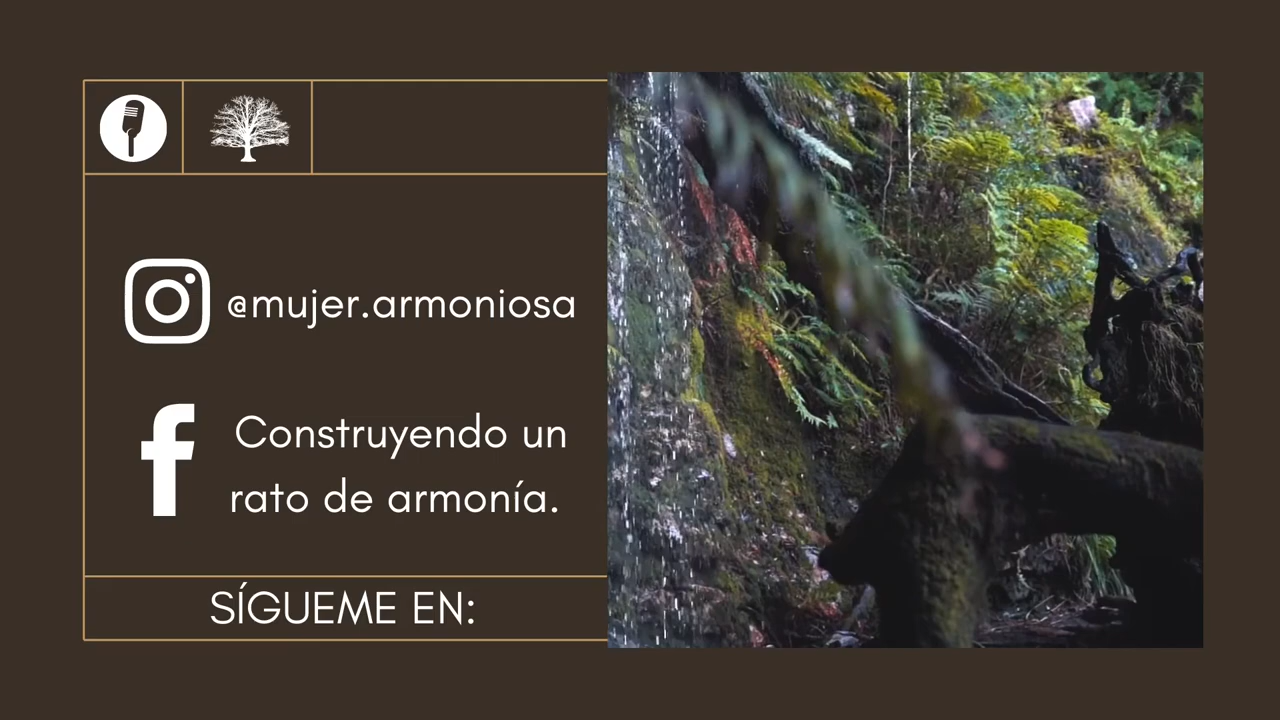 @mujer.armoniosa
Construyendo un
rato de armonía.
SÍGUEME EN: